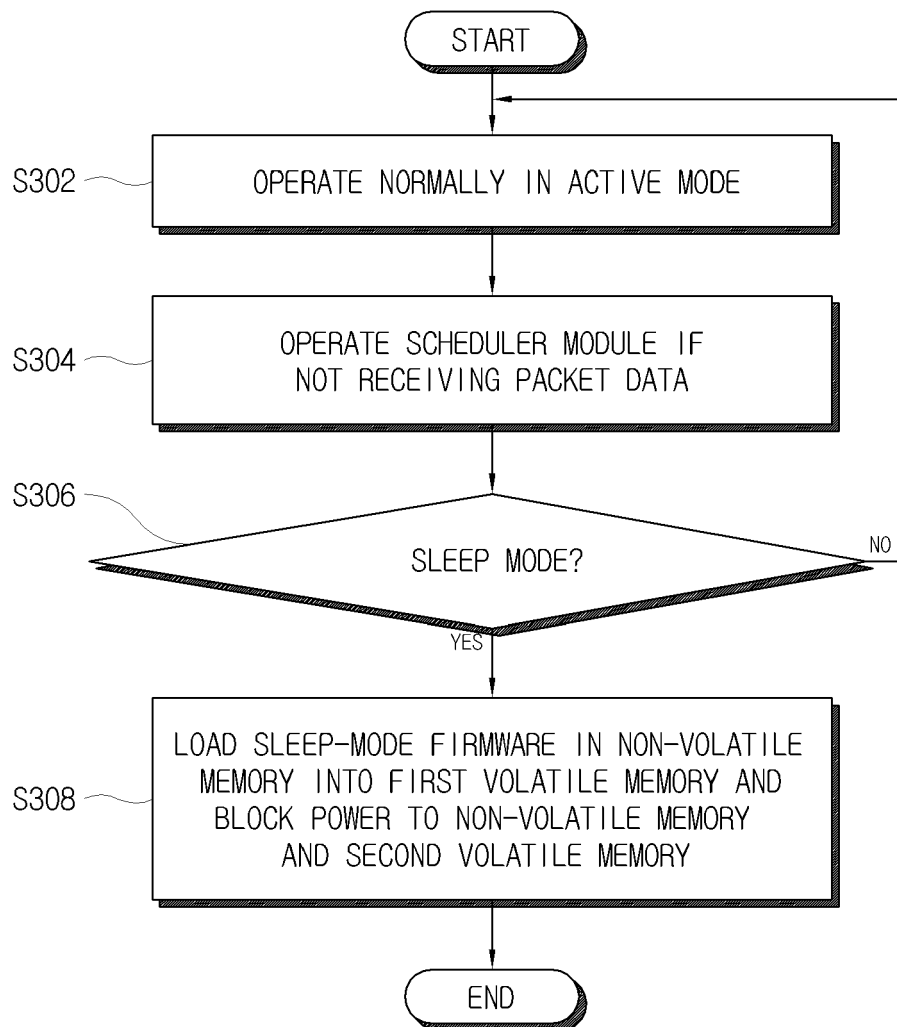 START
S302
OPERATE NORMALLY IN ACTIVE MODE
S304
OPERATE SCHEDULER MODULE IF
NOT RECEIVING PACKET DATA
S306
SLEEP MODE?
NO
YES
S308
LOAD SLEEP-MODE FIRMWARE IN NON-VOLATILE
MEMORY INTO FIRST VOLATILE MEMORY AND
BLOCK POWER TO NON-VOLATILE MEMORY
AND SECOND VOLATILE MEMORY
END